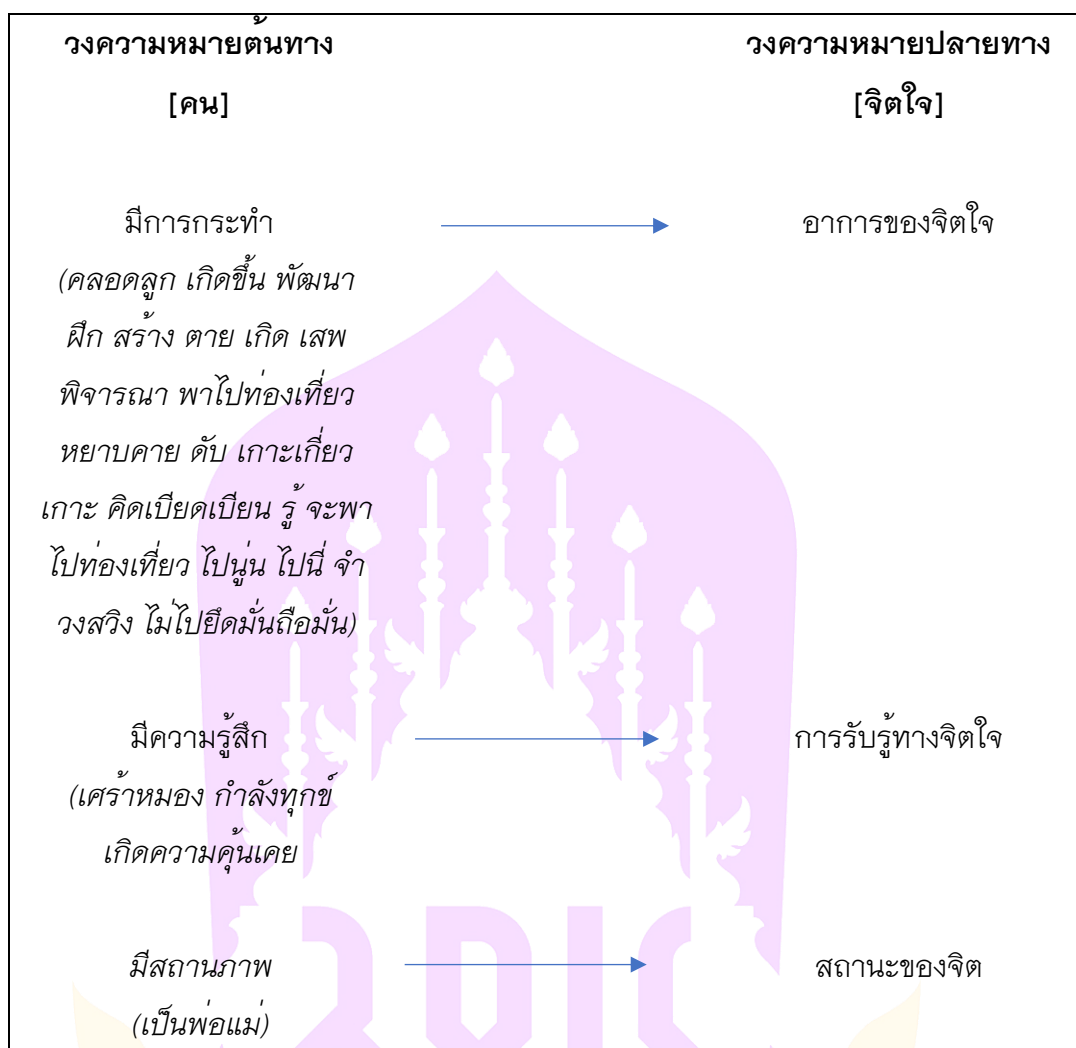 วงความหมายต้นทาง วงความหมายปลายทาง
[คน] [จิตใจ]
มีการกระทำ อาการของจิตใจ
(คลอดลูก เกิดขึ้น พัฒนา
ฝึก สร้าง ตาย เกิด เสพ
พิจารณา พาไปท่องเที่ยว
หยาบคาย ดับ เกาะเกี่ยว
เกาะ คิดเบียดเบียน รู้ จะพา
ไปท่องเที่ยว ไปนู่น ไปนี่ จำ
วงสวิง ไม่ไปยึดมั่นถือมั่น)
มีความรู้สึก การรับรู้ทางจิตใจ
(เศร้าหมอง กำลังทุกข์
เกิดความคุ้นเคย
มีสถานภาพ สถานะของจิต
(เป็นพ่อแม่)